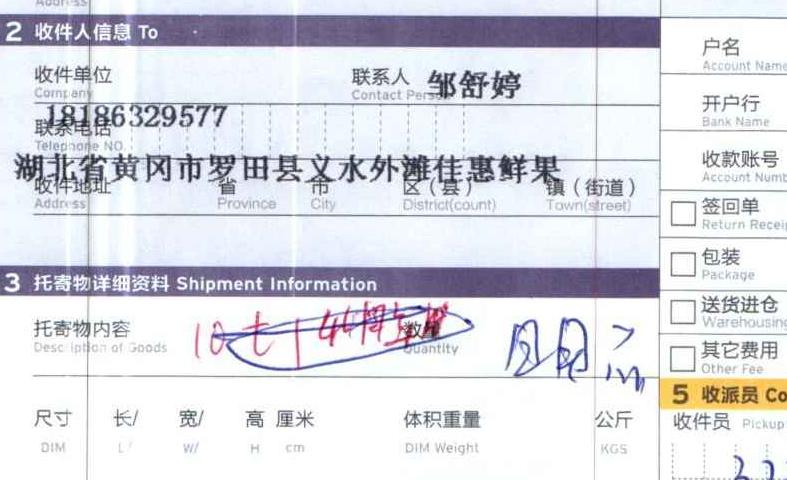 Address
2 收件人信息 To
收件单位 Company
联系人 Contact Person 邹舒婷
18186329577
联系电话 Telephone NO.
湖北省黄冈市罗田县义水外滩佳惠鲜果
收件地址 Address 省 Province 市 City 区（县） District(count) 镇（街道） Town(street)
3 托寄物详细资料 Shipment Information
托寄物内容 Description of Goods
数量 Quantity
尺寸 DIM 长/ L/ 宽/ W/ 高 H 厘米 cm 体积重量 DIM Weight 公斤 KGS
户名 Account Name
开户行 Bank Name
收款账号 Account Numb
签回单 Return Receip
包装 Package
送货进仓 Warehousing
其它费用 Other Fee
5 收派员 Co
收件员 Pickup